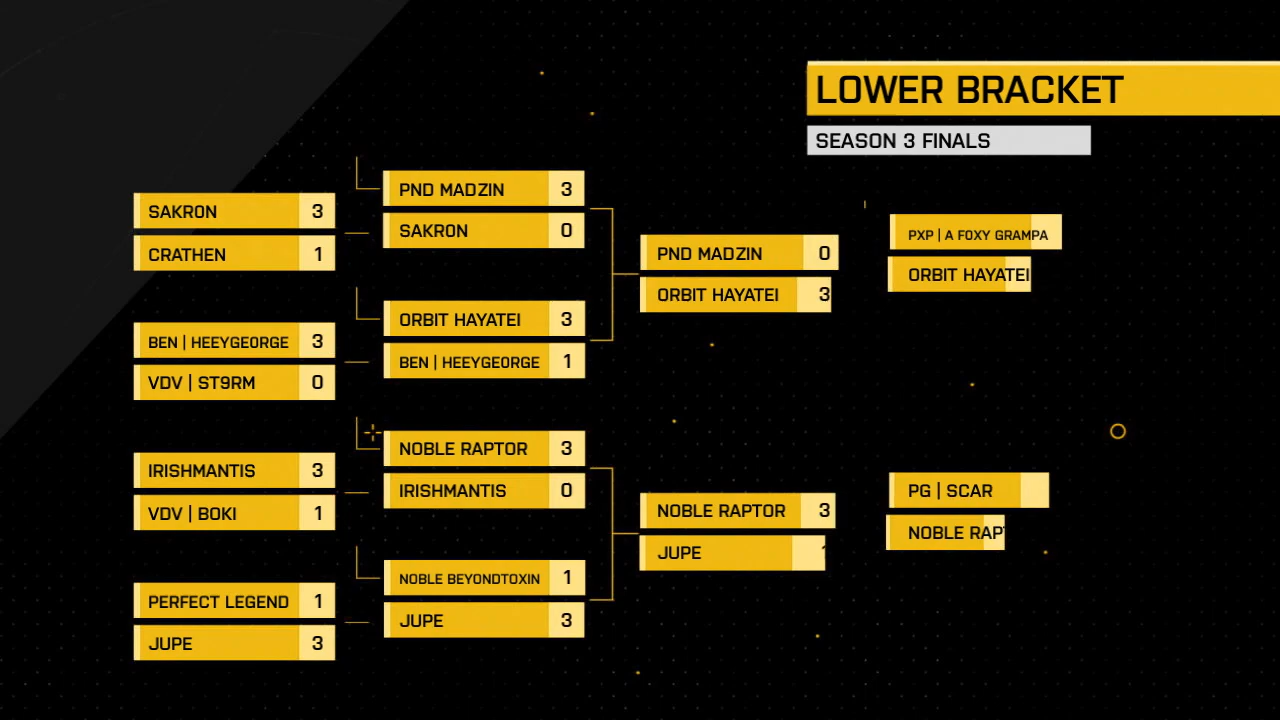 LOWER BRACKET
SEASON 3 FINALS
SAKRON 3
CRATHEN 1
BEN | HEEYGEORGE 3
VDV | ST9RM 0
IRISHMANTIS 3
VDV | BOKI 1
PERFECT LEGEND 1
JUPE 3
PND MADZIN 3
SAKRON 0
ORBIT HAYATEI 3
BEN | HEEYGEORGE 1
NOBLE RAPTOR 3
IRISHMANTIS 0
NOBLE BEYONDTOXIN 1
JUPE 3
PND MADZIN 0
ORBIT HAYATEI 3
NOBLE RAPTOR 3
JUPE
PXP | A FOXY GRAMPA
ORBIT HAYATEI
PG | SCAR
NOBLE